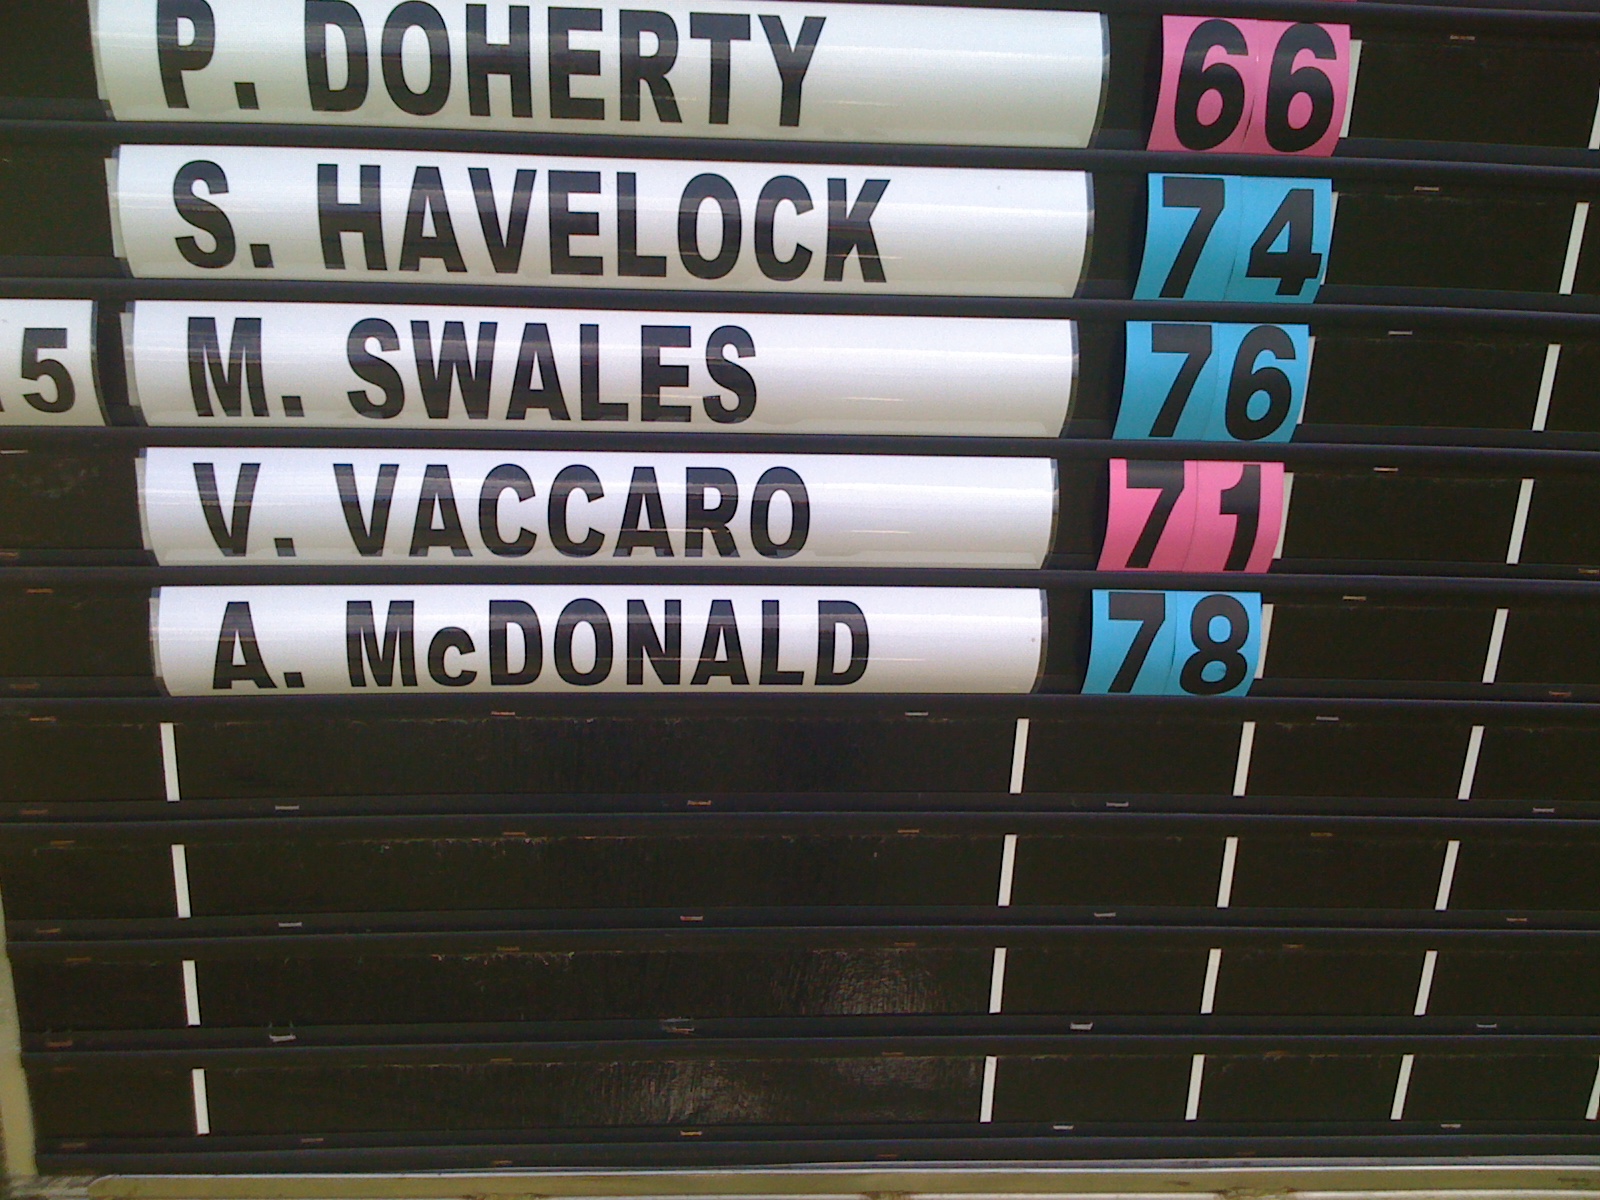 P. DOHERTY 66
S. HAVELOCK 74
5 M. SWALES 76
V. VACCARO 71
A. McDONALD 78